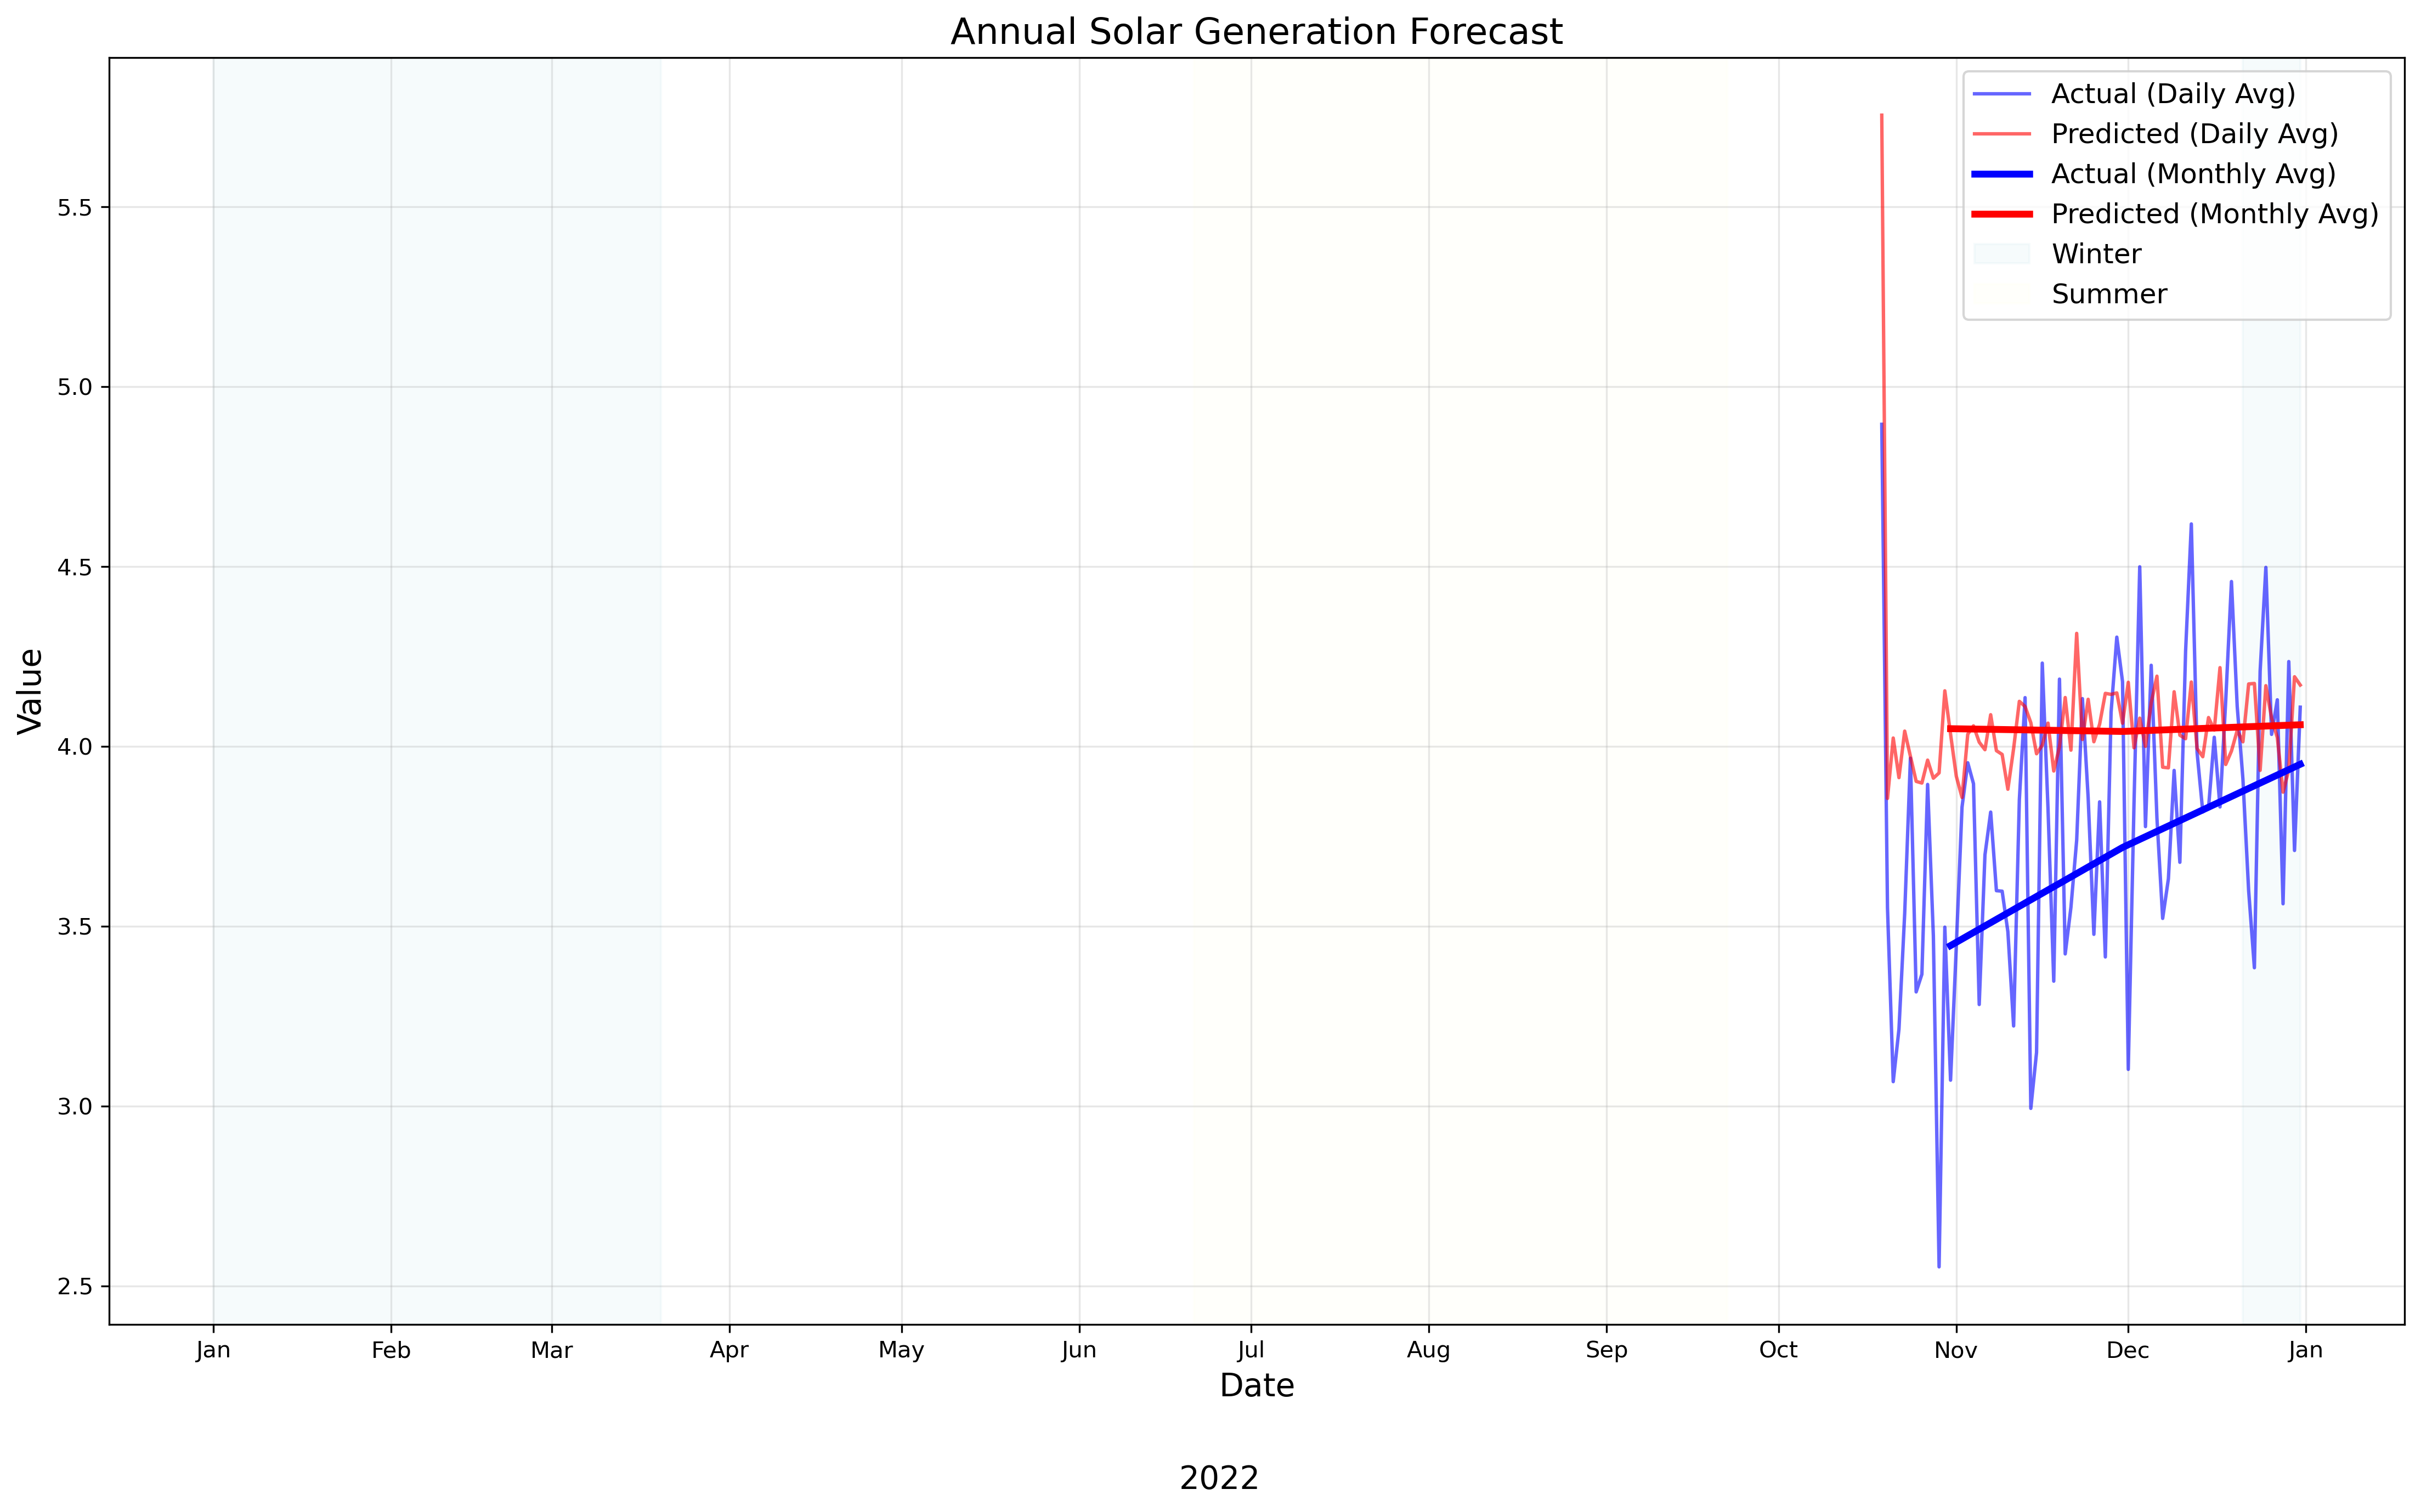 Annual Solar Generation Forecast
Actual (Daily Avg)
Predicted (Daily Avg)
Actual (Monthly Avg)
Predicted (Monthly Avg)
Winter
Summer
Value
5.5
5.0
4.5
4.0
3.5
3.0
2.5
Jan Feb Mar Apr May Jun Jul Aug Sep Oct Nov Dec Jan
Date
2022